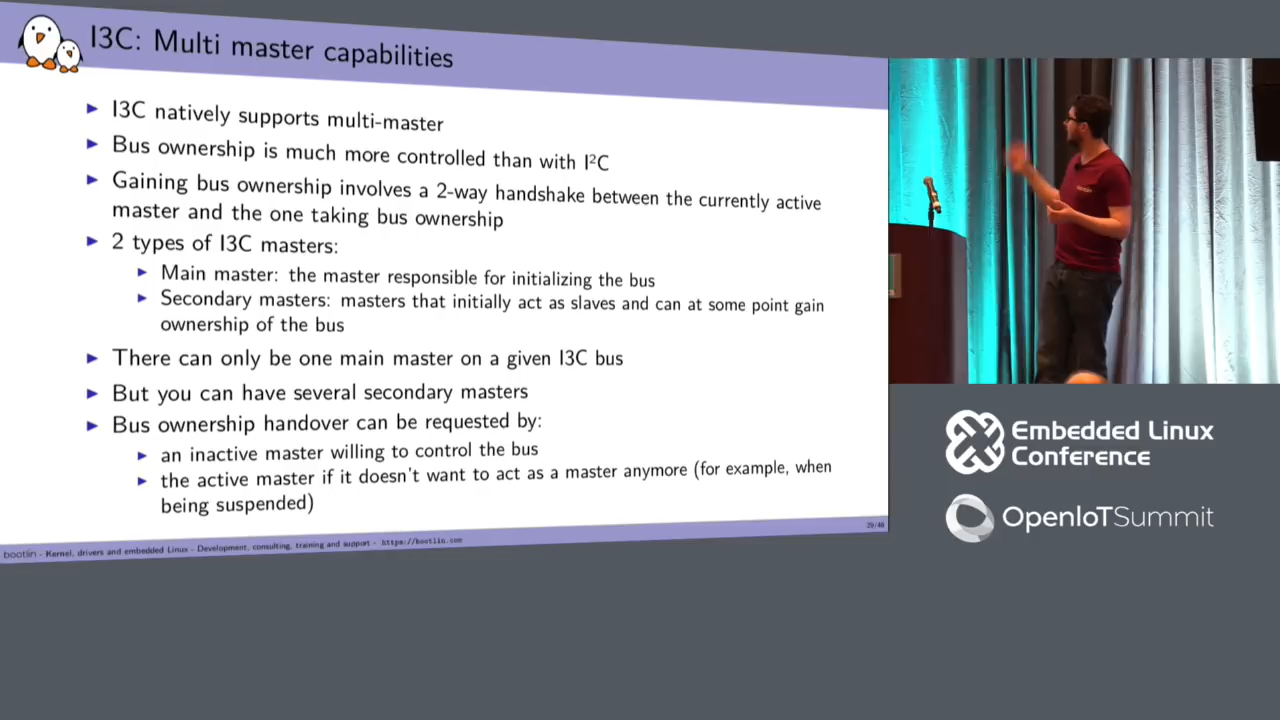 I3C: Multi master capabilities
► I3C natively supports multi-master
► Bus ownership is much more controlled than with I²C
► Gaining bus ownership involves a 2-way handshake between the currently active
master and the one taking bus ownership
► 2 types of I3C masters:
► Main master: the master responsible for initializing the bus
► Secondary masters: masters that initially act as slaves and can at some point gain
ownership of the bus
► There can only be one main master on a given I3C bus
► But you can have several secondary masters
► Bus ownership handover can be requested by:
► an inactive master willing to control the bus
► the active master if it doesn't want to act as a master anymore (for example, when
being suspended)
bootlin - Kernel, drivers and embedded Linux - Development, consulting, training and support - https://bootlin.com
29/46
Embedded Linux
Conference
OpenIoTSummit